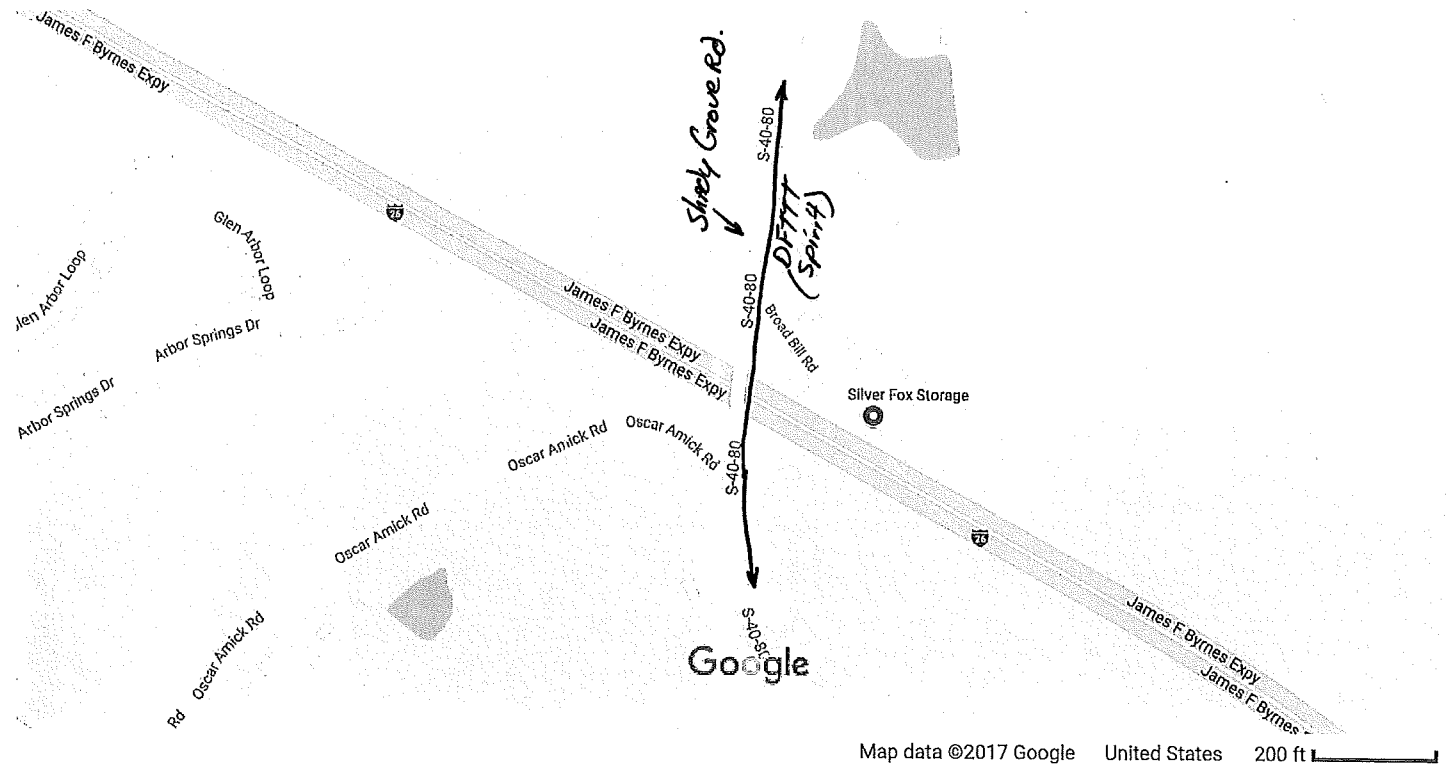 James F Byrnes Expy
Shady Grove Rd.
S-40-80
DFTTT
(Spirit)
26
Glen Arbor Loop
Glen Arbor Loop
Arbor Springs Dr
Arbor Springs Dr
S-40-80
Broad Bill Rd
James F Byrnes Expy
James F Byrnes Expy
Silver Fox Storage
Oscar Amick Rd
Oscar Amick Rd
S-40-80
Oscar Amick Rd
26
James F Byrnes Expy
James F Byrnes
Oscar Amick Rd
Rd
S-40-80
Google
Map data ©2017 Google United States 200 ft